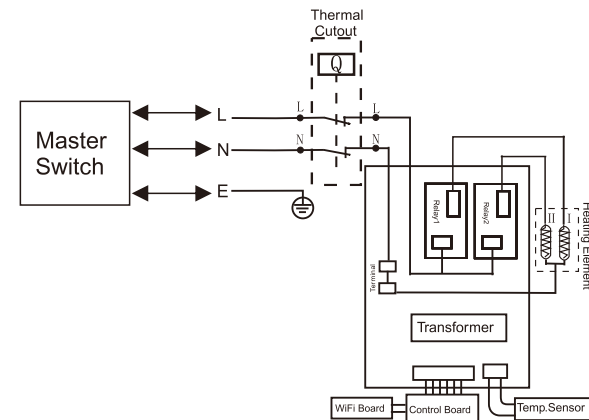 Thermal
Cutout
Q
L
L
L
N
N
N
Master
Switch
E
Relay1
Relay2
II
I
Heating Element
Terminal
Transformer
WiFi Board
Control Board
Temp.Sensor